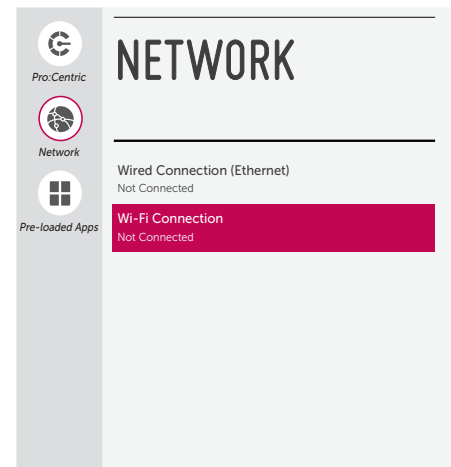 Pro:Centric
Network
Pre-loaded Apps
NETWORK
Wired Connection (Ethernet)
Not Connected
Wi-Fi Connection
Not Connected